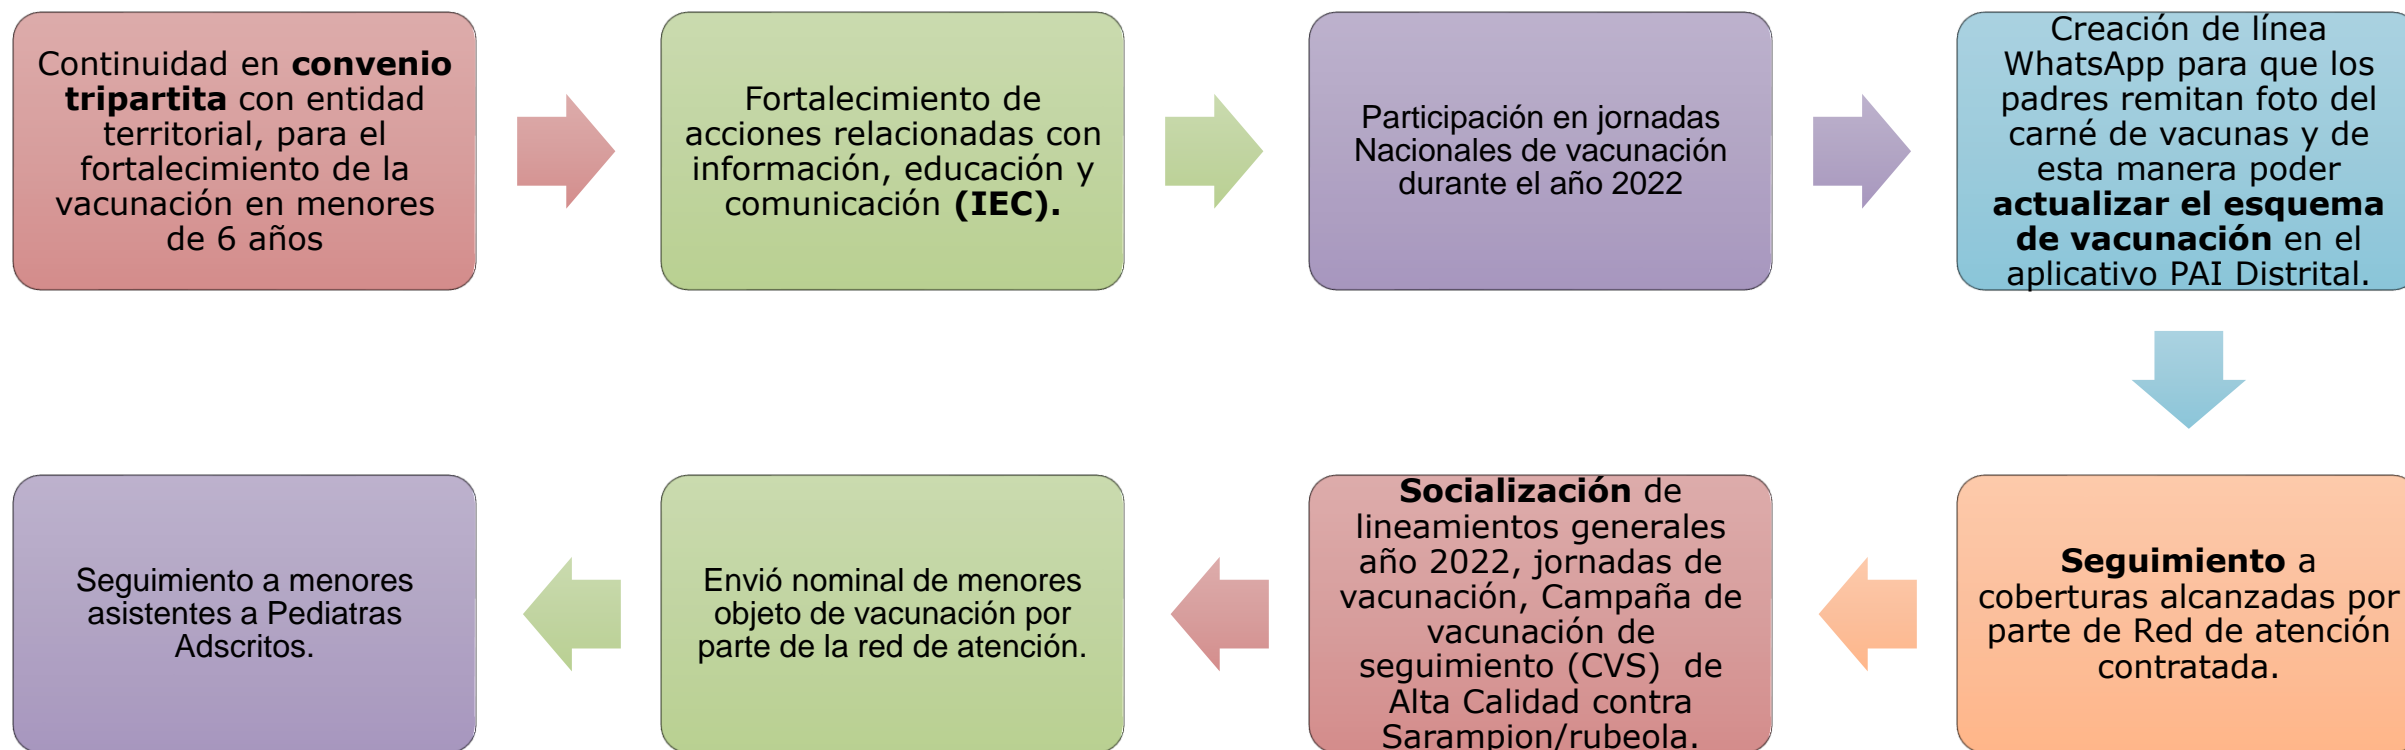 Continuidad en convenio
tripartita con entidad
territorial, para el
fortalecimiento de la
vacunación en menores
de 6 años
Fortalecimiento de
acciones relacionadas con
información, educación y
comunicación (IEC).
Participación en jornadas
Nacionales de vacunación
durante el año 2022
Creación de línea
WhatsApp para que los
padres remitan foto del
carné de vacunas y de
esta manera poder
actualizar el esquema
de vacunación en el
aplicativo PAI Distrital.
Seguimiento a
coberturas alcanzadas por
parte de Red de atención
contratada.
Socialización de
lineamientos generales
año 2022, jornadas de
vacunación, Campaña de
vacunación de
seguimiento (CVS) de
Alta Calidad contra
Sarampion/rubeola.
Envió nominal de menores
objeto de vacunación por
parte de la red de atención.
Seguimiento a menores
asistentes a Pediatras
Adscritos.